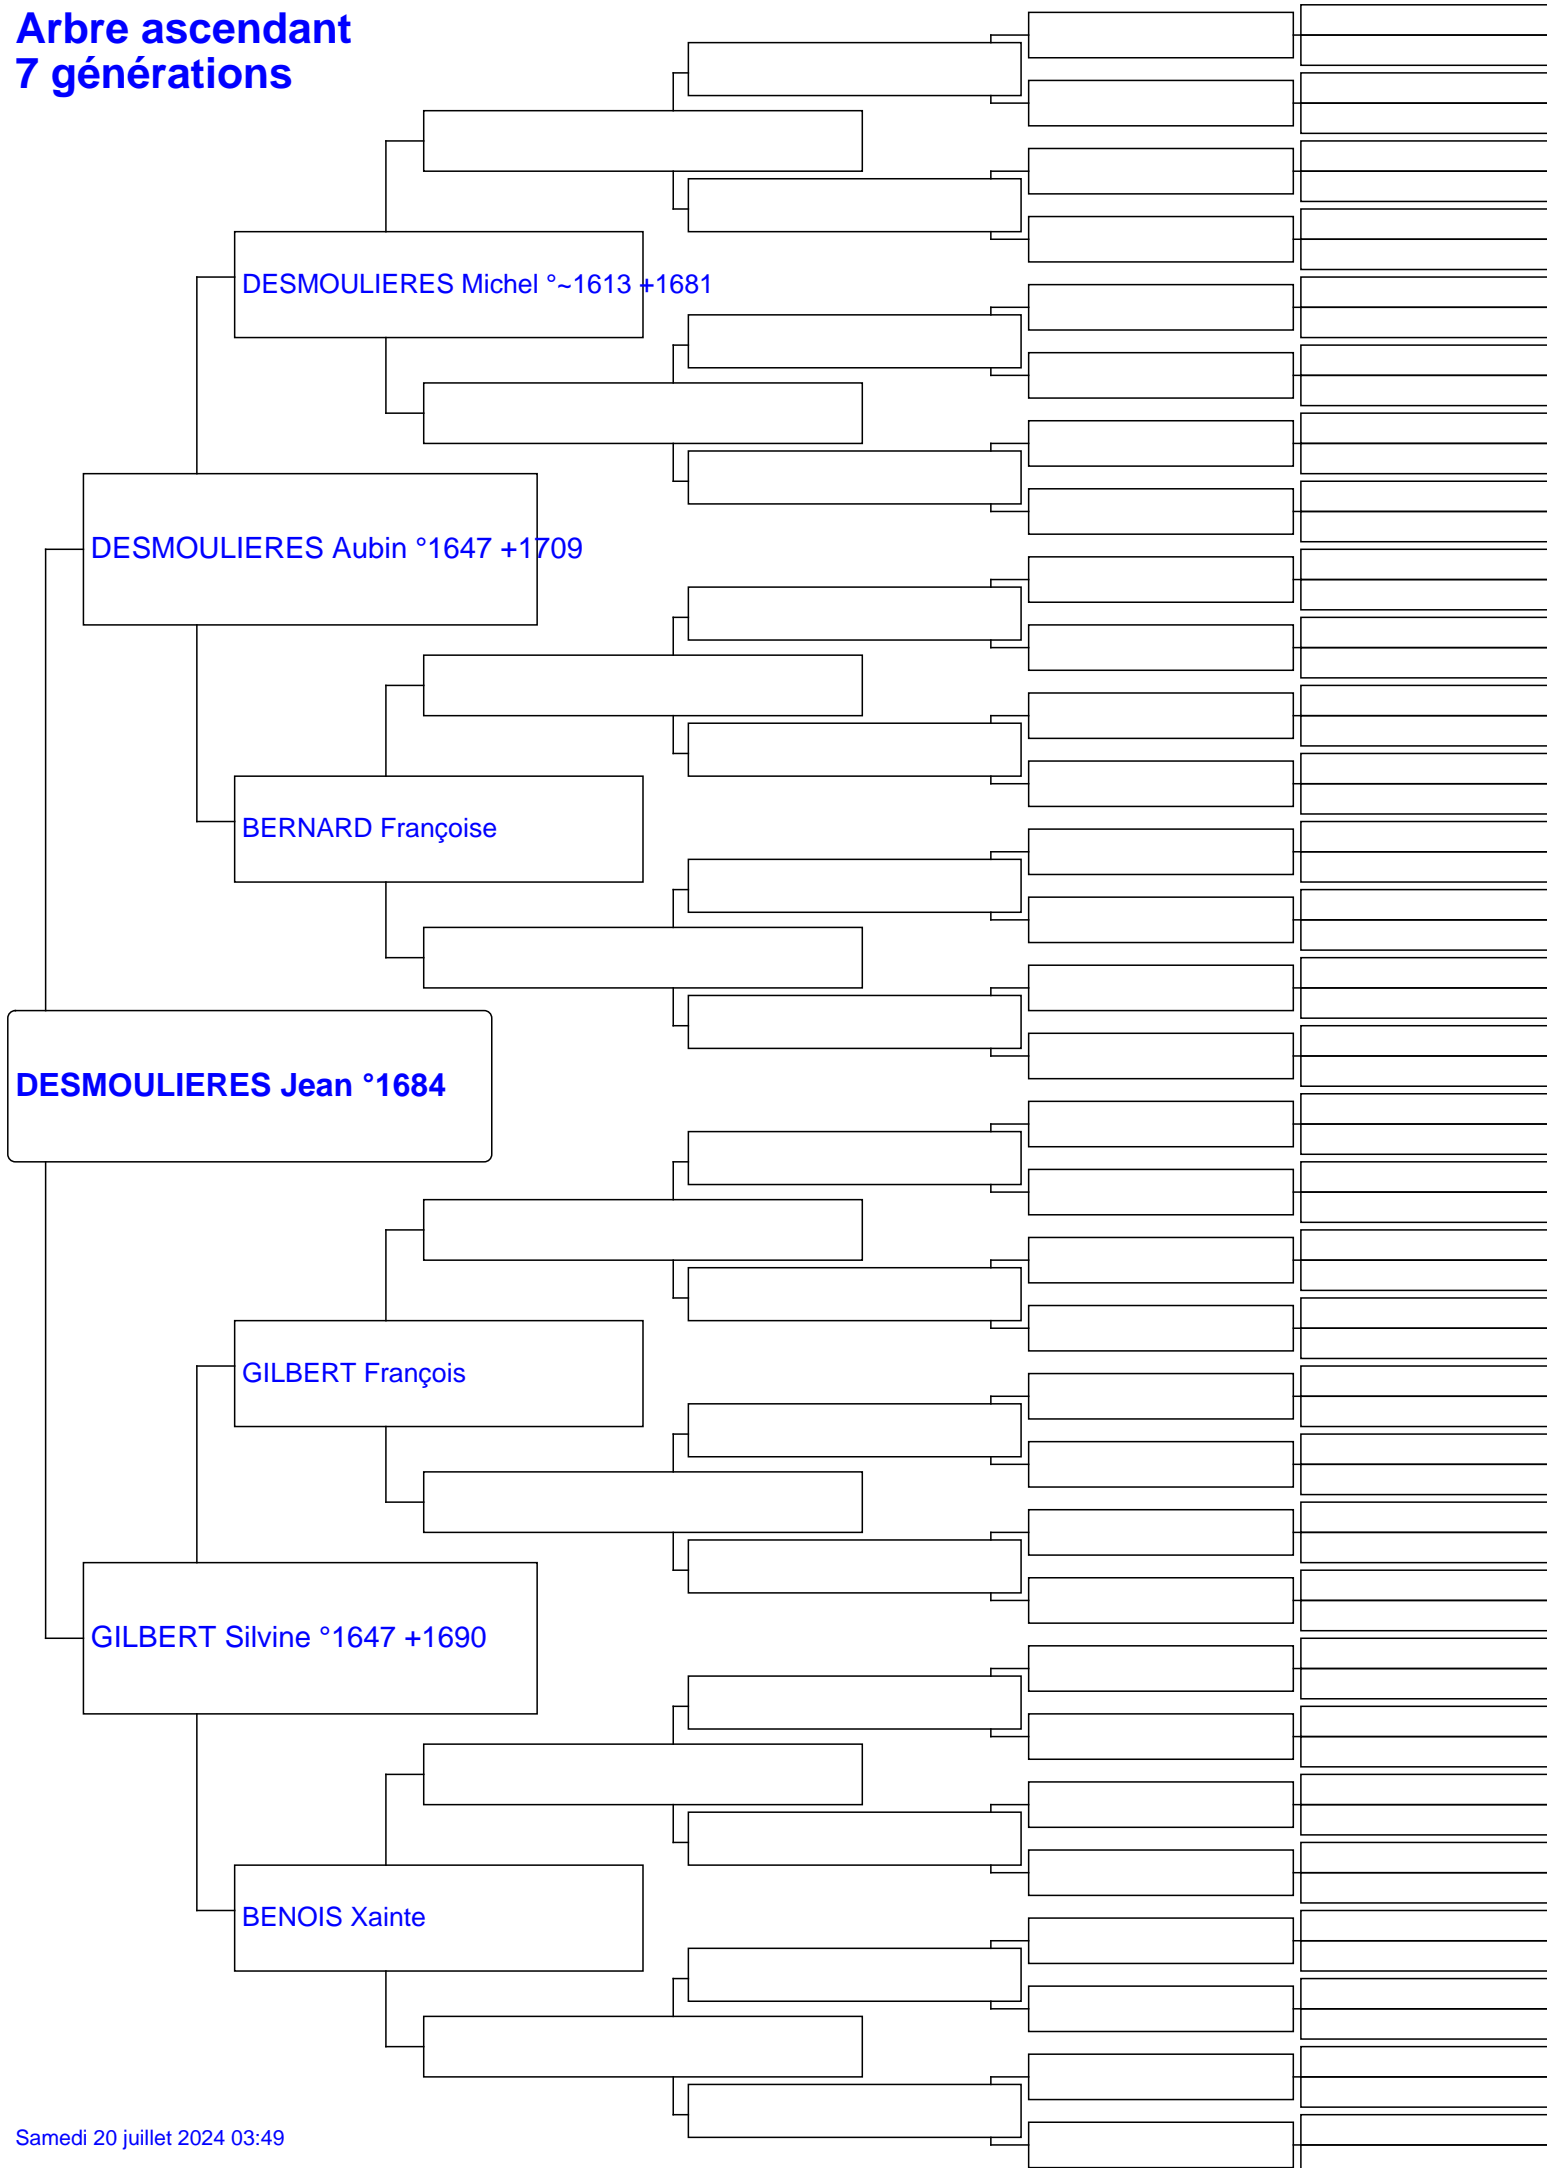 Arbre ascendant
7 générations
DESMOULIERES Michel °~1613 +1681
DESMOULIERES Aubin °1647 +1709
BERNARD Françoise
DESMOULIERES Jean °1684
GILBERT François
GILBERT Silvine °1647 +1690
BENOIS Xainte
Samedi 20 juillet 2024 03:49